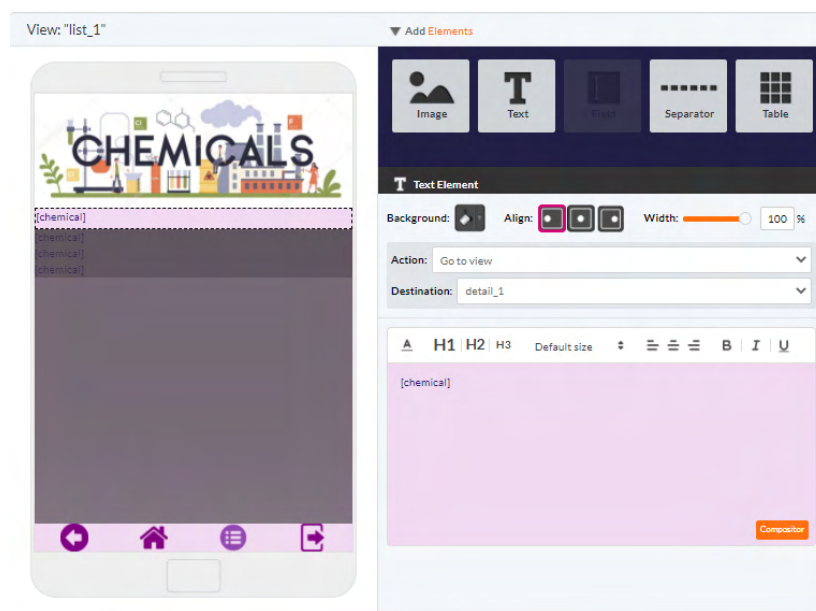 View: "list_1"
Add Elements
Image
Text
Field
Separator
Table
CHEMICALS
Cl
T Text Element
Background:
Align:
Width:
100 %
[chemical]
[chemical]
[chemical]
[chemical]
Action: Go to view
Destination: detail_1
A H1 H2 H3 Default size B I U
[chemical]
Compositor